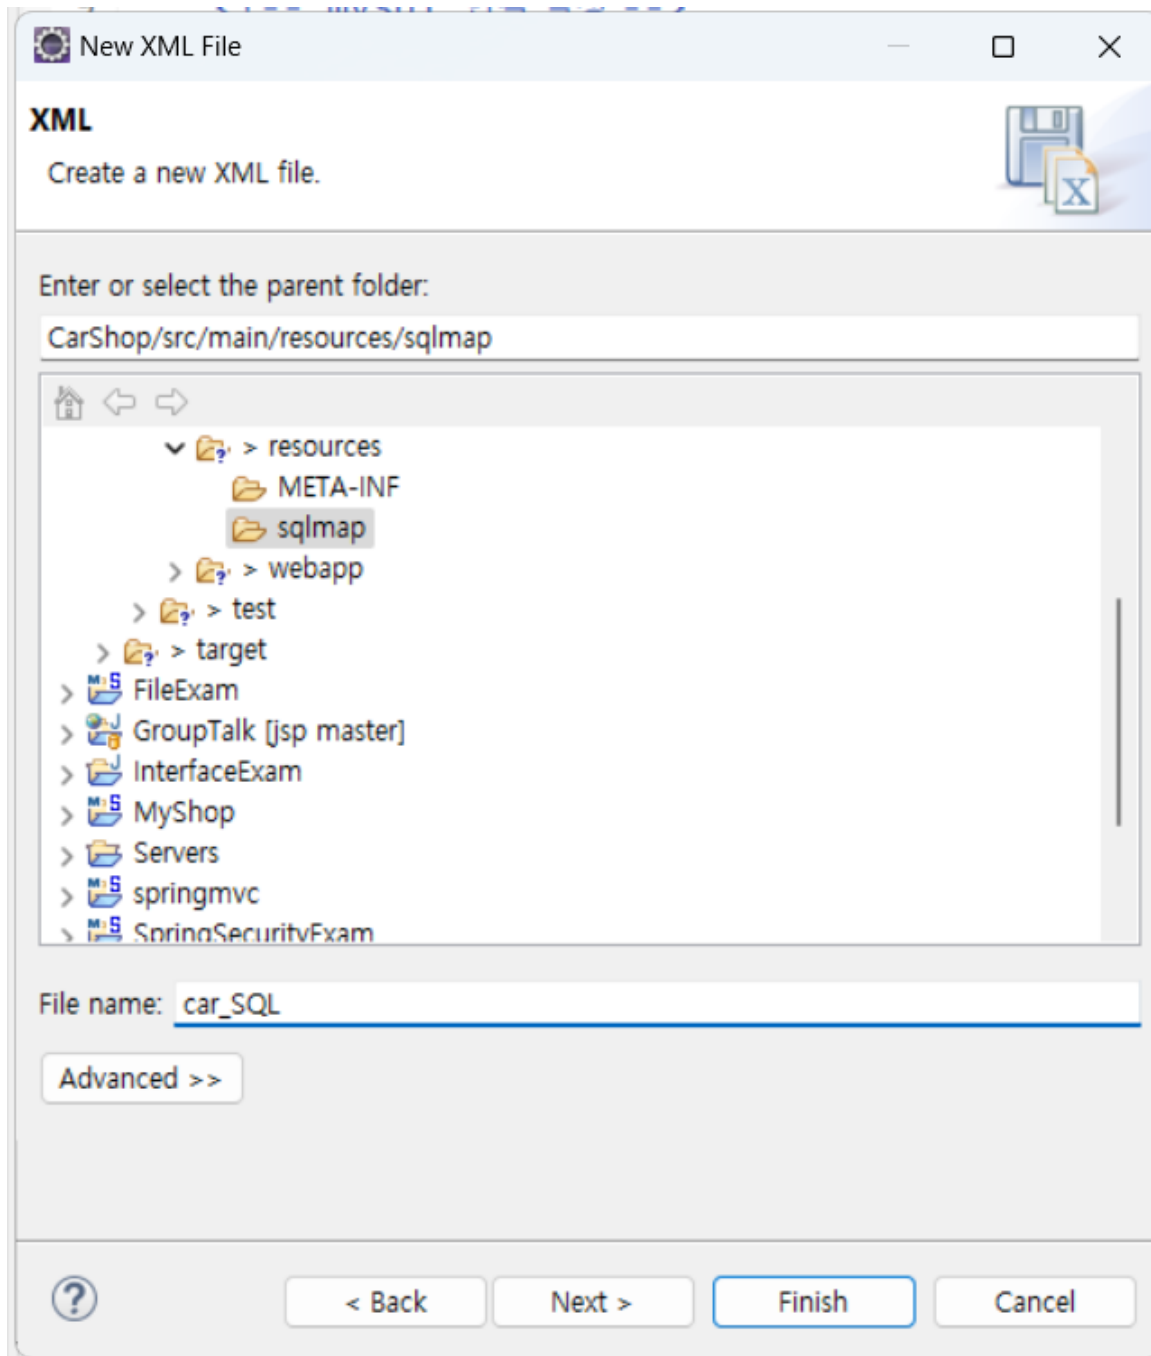 New XML File
XML
Create a new XML file.
Enter or select the parent folder:
CarShop/src/main/resources/sqlmap
> resources
META-INF
sqlmap
> webapp
> test
> target
FileExam
GroupTalk [jsp master]
InterfaceExam
MyShop
Servers
springmvc
SpringSecurityExam
File name: car_SQL
Advanced >>
< Back Next > Finish Cancel